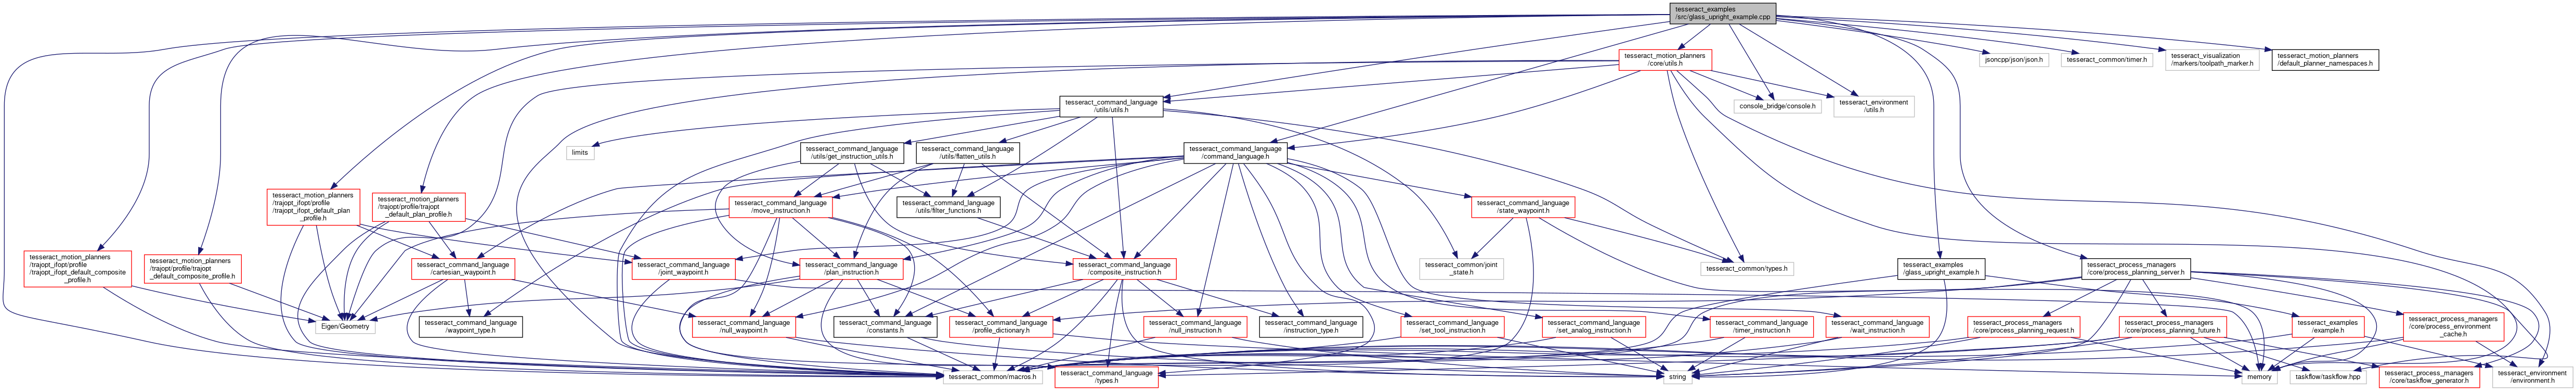 tesseract_examples
/src/glass_upright_example.cpp
tesseract_motion_planners
/core/utils.h
jsoncpp/json/json.h
tesseract_common/timer.h
tesseract_visualization
/markers/toolpath_marker.h
tesseract_motion_planners
/default_planner_namespaces.h
tesseract_command_language
/utils/utils.h
console_bridge/console.h
tesseract_environment
/utils.h
limits
tesseract_command_language
/utils/get_instruction_utils.h
tesseract_command_language
/utils/flatten_utils.h
tesseract_command_language
/command_language.h
tesseract_motion_planners
/trajopt_ifopt/profile
/trajopt_ifopt_default_plan
_profile.h
tesseract_motion_planners
/trajopt/profile/trajopt
_default_plan_profile.h
tesseract_command_language
/move_instruction.h
tesseract_command_language
/utils/filter_functions.h
tesseract_command_language
/state_waypoint.h
tesseract_motion_planners
/trajopt_ifopt/profile
/trajopt_ifopt_default_composite
_profile.h
tesseract_motion_planners
/trajopt/profile/trajopt
_default_composite_profile.h
tesseract_command_language
/cartesian_waypoint.h
tesseract_command_language
/joint_waypoint.h
tesseract_command_language
/plan_instruction.h
tesseract_command_language
/composite_instruction.h
tesseract_common/joint
_state.h
tesseract_common/types.h
tesseract_examples
/glass_upright_example.h
tesseract_process_managers
/core/process_planning_server.h
Eigen/Geometry
tesseract_command_language
/waypoint_type.h
tesseract_command_language
/null_waypoint.h
tesseract_command_language
/constants.h
tesseract_command_language
/profile_dictionary.h
tesseract_command_language
/instruction.h
tesseract_command_language
/instruction_type.h
tesseract_command_language
/set_tool_instruction.h
tesseract_command_language
/set_analog_instruction.h
tesseract_command_language
/timer_instruction.h
tesseract_command_language
/wait_instruction.h
tesseract_process_managers
/core/process_planning_request.h
tesseract_process_managers
/core/process_planning_future.h
tesseract_examples
/example.h
tesseract_process_managers
/core/process_environment
_cache.h
tesseract_common/macros.h
tesseract_command_language
/types.h
string
memory
taskflow/taskflow.hpp
tesseract_process_managers
/core/taskflow_generator.h
tesseract_environment
/environment.h